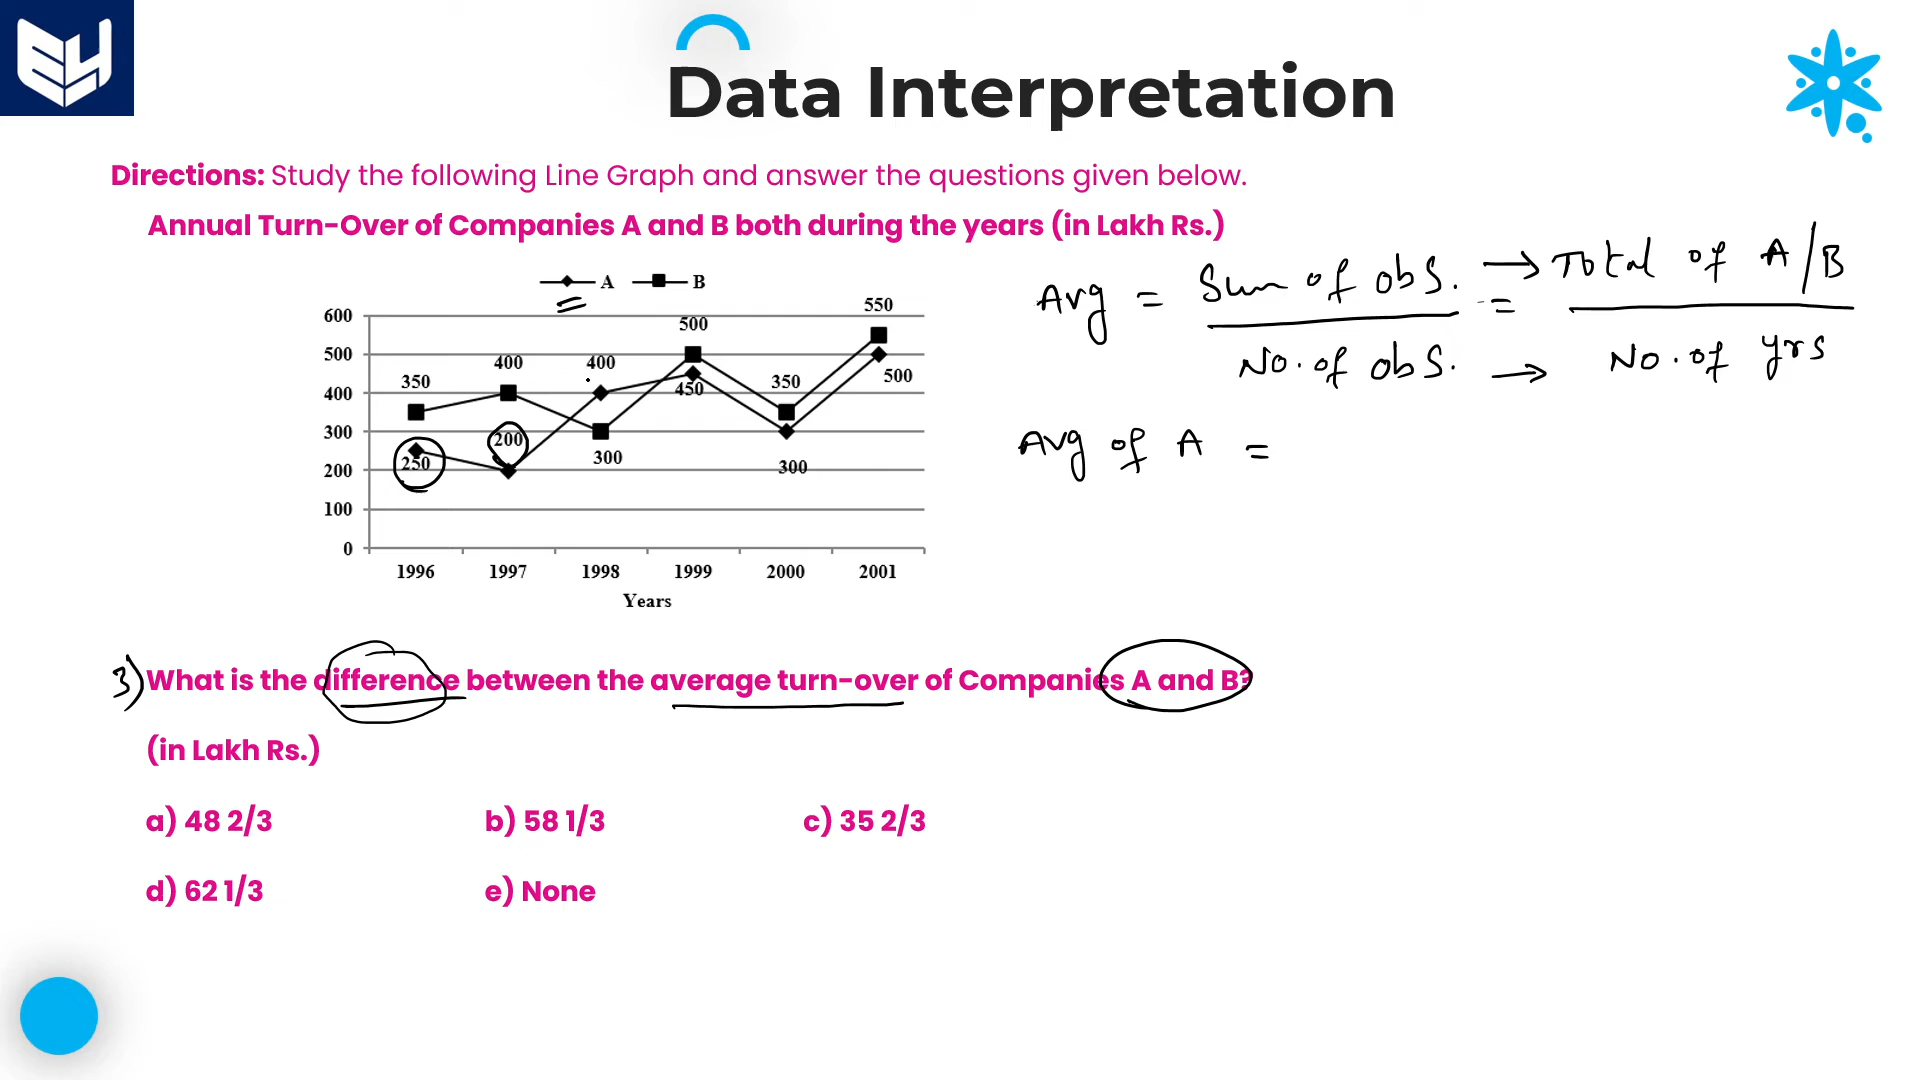 EY
Data Interpretation
Directions: Study the following Line Graph and answer the questions given below.
Annual Turn-Over of Companies A and B both during the years (in Lakh Rs.)
A B
600
500
400
300
200
100
0
350 400 400 500 350 550
250 200 300 450 300 500
1996 1997 1998 1999 2000 2001
Years
Avg = Sum of obs. → = Total of A/B
No. of obs. → No. of yrs
Avg of A =
3) What is the difference between the average turn-over of Companies A and B?
(in Lakh Rs.)
a) 48 2/3 b) 58 1/3 c) 35 2/3
d) 62 1/3 e) None